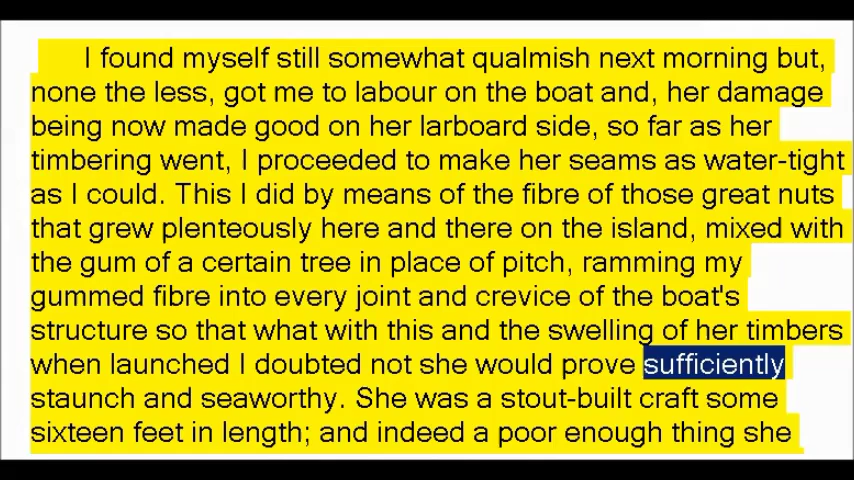 I found myself still somewhat qualmish next morning but,
none the less, got me to labour on the boat and, her damage
being now made good on her larboard side, so far as her
timbering went, I proceeded to make her seams as water-tight
as I could. This I did by means of the fibre of those great nuts
that grew plenteously here and there on the island, mixed with
the gum of a certain tree in place of pitch, ramming my
gummed fibre into every joint and crevice of the boat's
structure so that what with this and the swelling of her timbers
when launched I doubted not she would prove sufficiently
staunch and seaworthy. She was a stout-built craft some
sixteen feet in length; and indeed a poor enough thing she